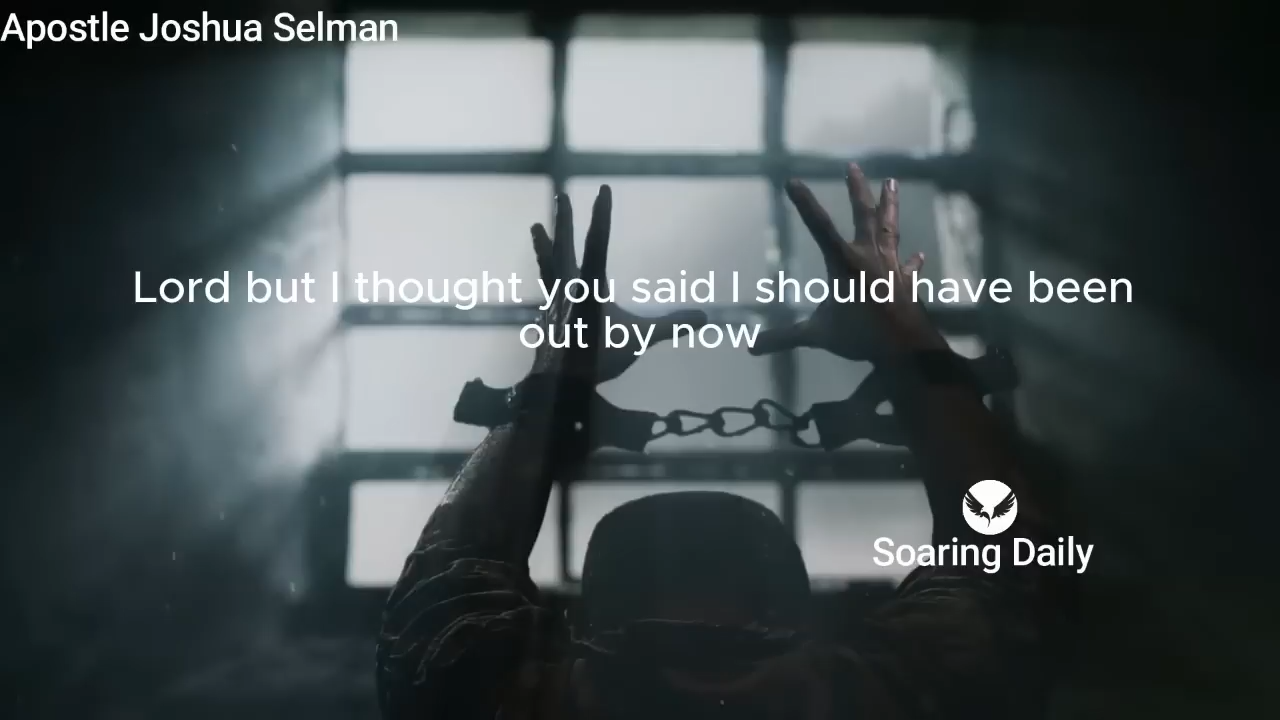 Apostle Joshua Selman
Lord but I thought you said I should have been
out by now
Soaring Daily